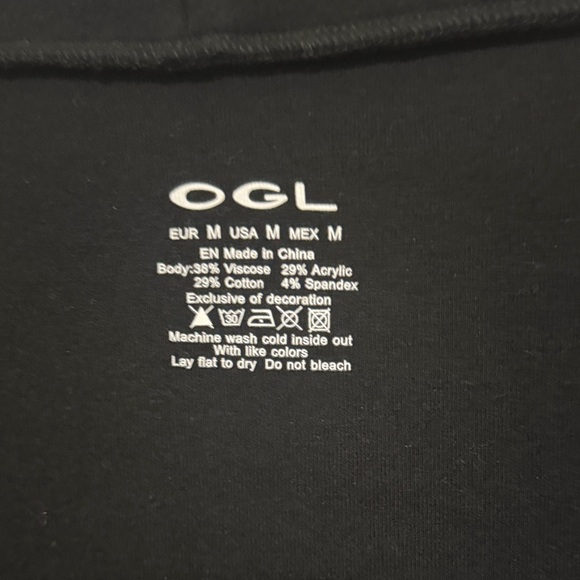 OGL
EUR M USA M MEX M
EN Made In China
Body:38% Viscose 29% Acrylic
29% Cotton 4% Spandex
Exclusive of decoration
30
Machine wash cold inside out
With like colors
Lay flat to dry Do not bleach